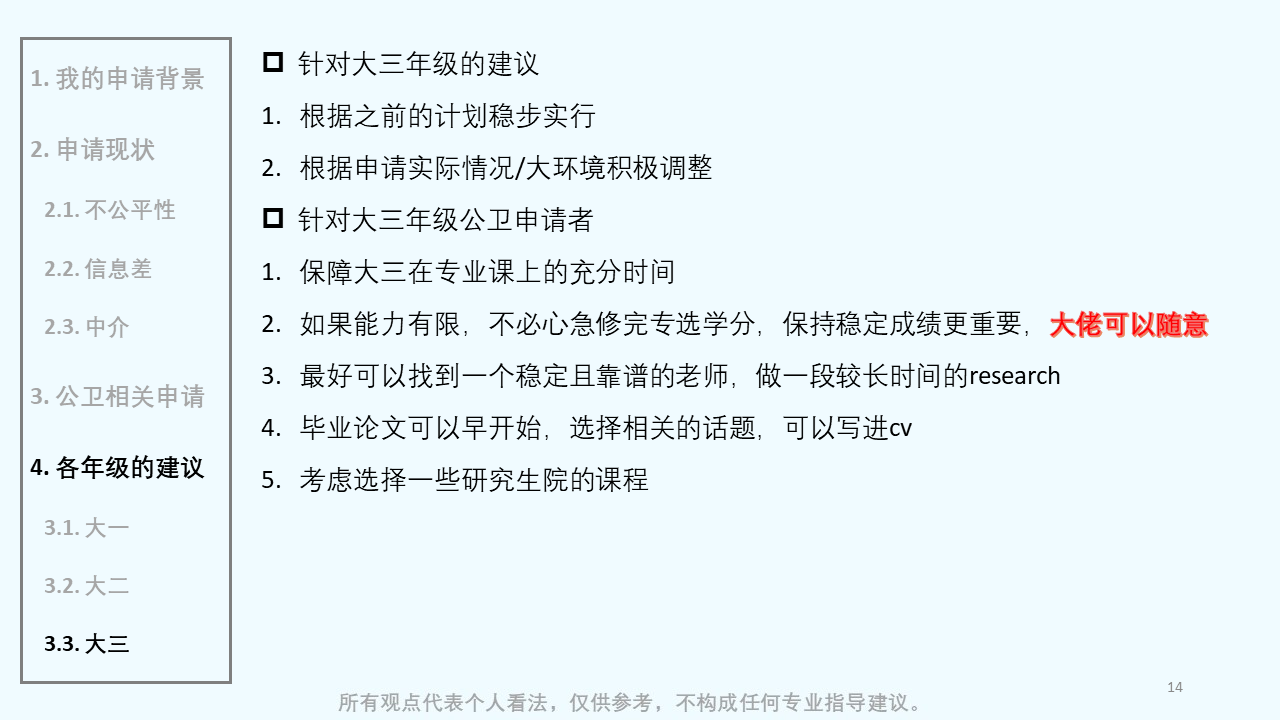 1. 我的申请背景
2. 申请现状
2.1. 不公平性
2.2. 信息差
2.3. 中介
3. 公卫相关申请
4. 各年级的建议
3.1. 大一
3.2. 大二
3.3. 大三
针对大三年级的建议
1. 根据之前的计划稳步实行
2. 根据申请实际情况/大环境积极调整
针对大三年级公卫申请者
1. 保障大三在专业课上的充分时间
2. 如果能力有限，不必心急修完专选学分，保持稳定成绩更重要，大佬可以随意
3. 最好可以找到一个稳定且靠谱的老师，做一段较长时间的research
4. 毕业论文可以早开始，选择相关的话题，可以写进cv
5. 考虑选择一些研究生院的课程
所有观点代表个人看法，仅供参考，不构成任何专业指导建议。
14